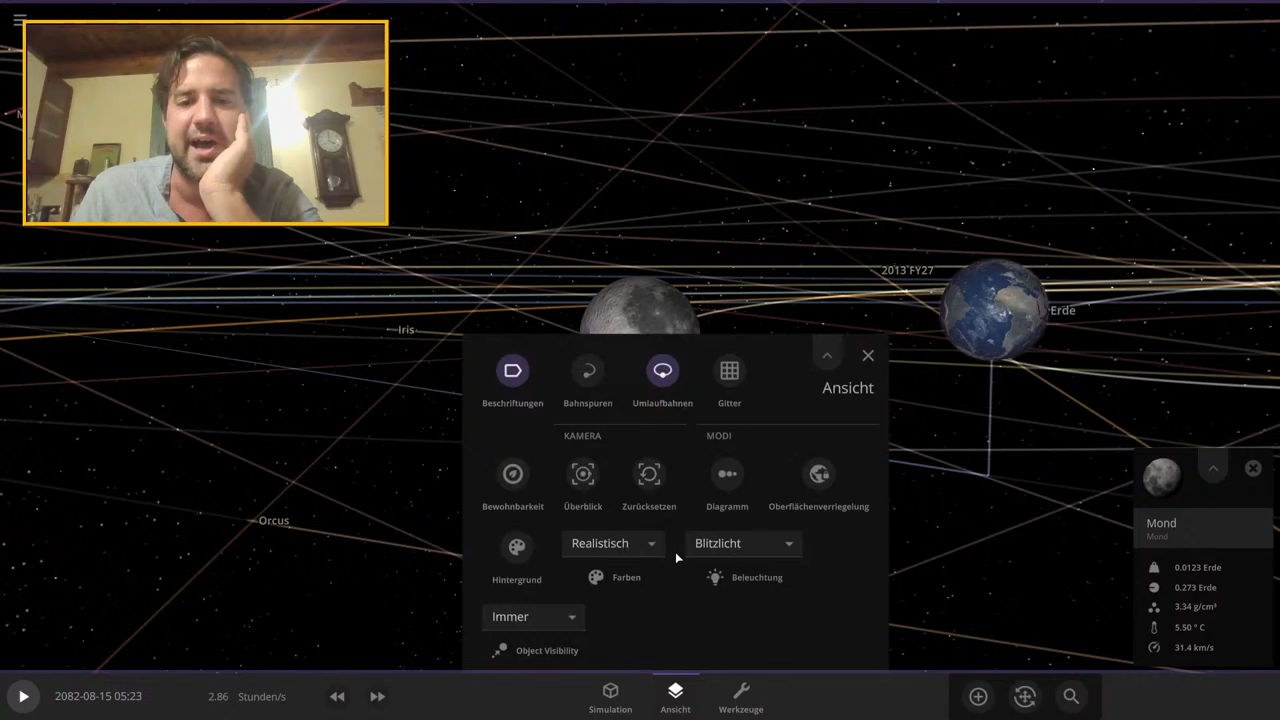 2013 FY27
Erde
Iris
Orcus
Ansicht
Beschriftungen
Bahnspuren
Umlaufbahnen
Gitter
KAMERA
MODI
Bewohnbarkeit
Überblick
Zurücksetzen
Diagramm
Oberflächenverriegelung
Realistisch
Blitzlicht
Hintergrund
Farben
Beleuchtung
Immer
Object Visibility
Mond
Mond
0.0123 Erde
0.273 Erde
3.34 g/cm³
5.50 ° C
31.4 km/s
2082-08-15 05:23
2.86 Stunden/s
Simulation
Ansicht
Werkzeuge